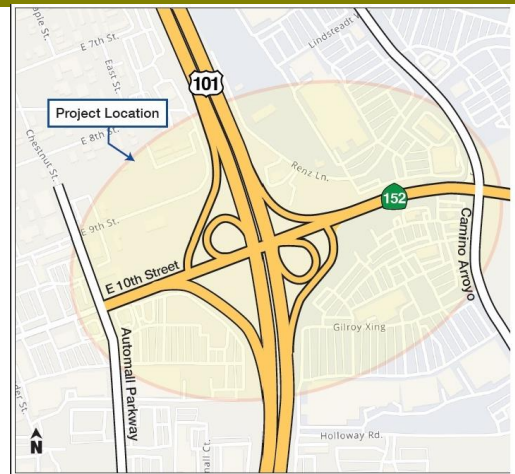 E 7th St.
East St.
Lindsteadt
101
Project Location
E 8th St.
Chestnut St.
Renz Ln.
152
E 9th St.
E 10th Street
Camino Arroyo
Automall Parkway
Gilroy Xing
Holloway Rd.
N